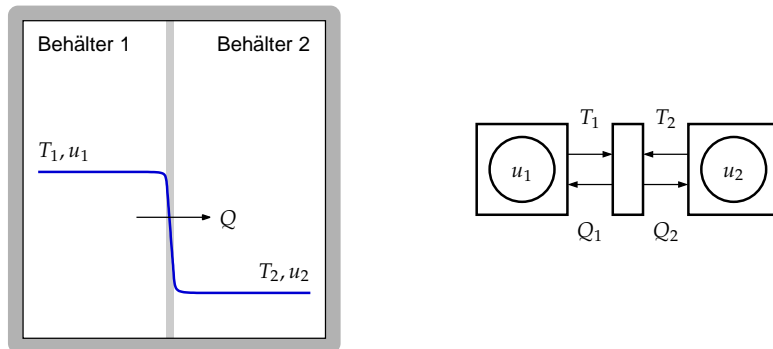 Behälter 1 Behälter 2
T₁, u₁
Q
T₂, u₂
T₁ T₂
u₁ u₂
Q₁ Q₂